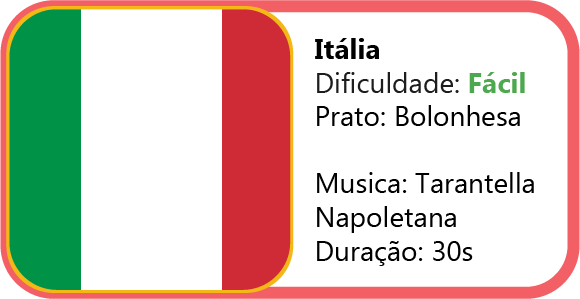 Itália
Dificuldade: Fácil
Prato: Bolonhesa
Musica: Tarantella
Napoletana
Duração: 30s